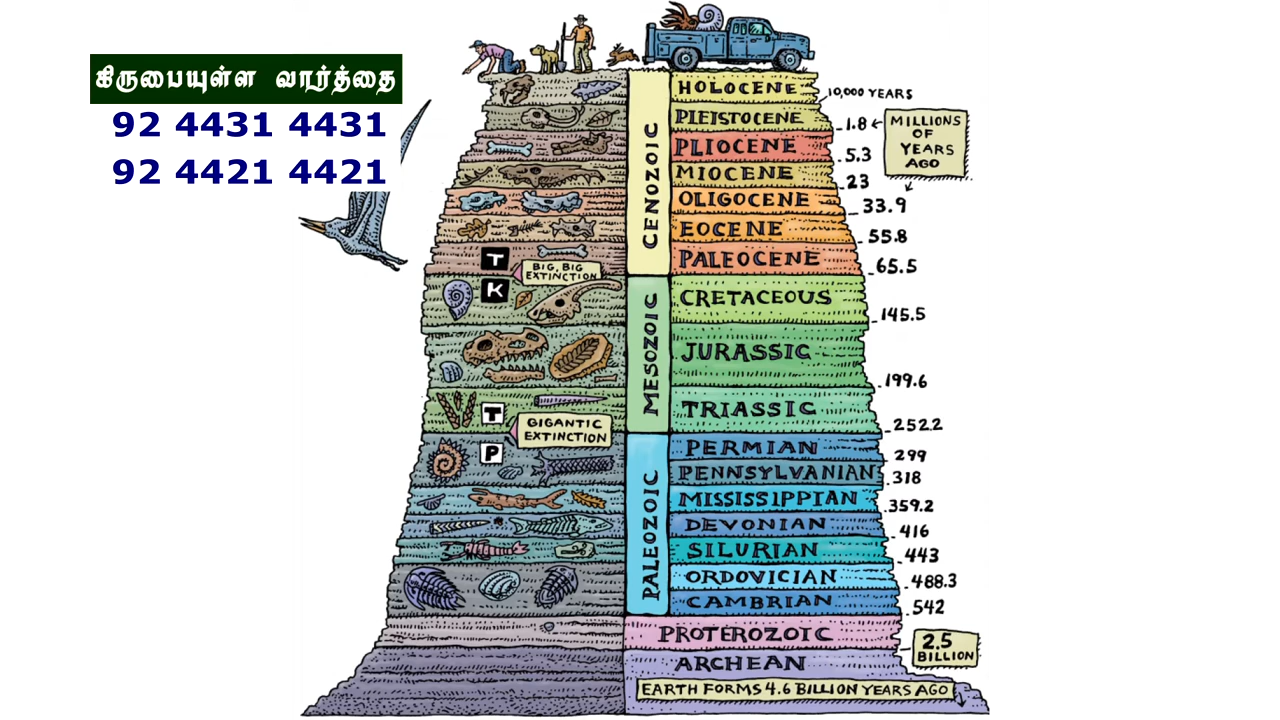 கிருபையுள்ள வார்த்தை
92 4431 4431
92 4421 4421
CENOZOIC
HOLOCENE
10,000 YEARS
PLEISTOCENE
1.8
MILLIONS
OF
YEARS
AGO
PLIOCENE
5.3
MIOCENE
23
OLIGOCENE
33.9
EOCENE
55.8
T
PALEOCENE
65.5
BIG, BIG
EXTINCTION
K
MESOZOIC
CRETACEOUS
145.5
JURASSIC
199.6
T
TRIASSIC
252.2
GIGANTIC
EXTINCTION
P
PALEOZOIC
PERMIAN
299
PENNSYLVANIAN
318
MISSISSIPPIAN
359.2
DEVONIAN
416
SILURIAN
443
ORDOVICIAN
488.3
CAMBRIAN
542
PROTEROZOIC
2.5
BILLION
ARCHEAN
EARTH FORMS 4.6 BILLION YEARS AGO